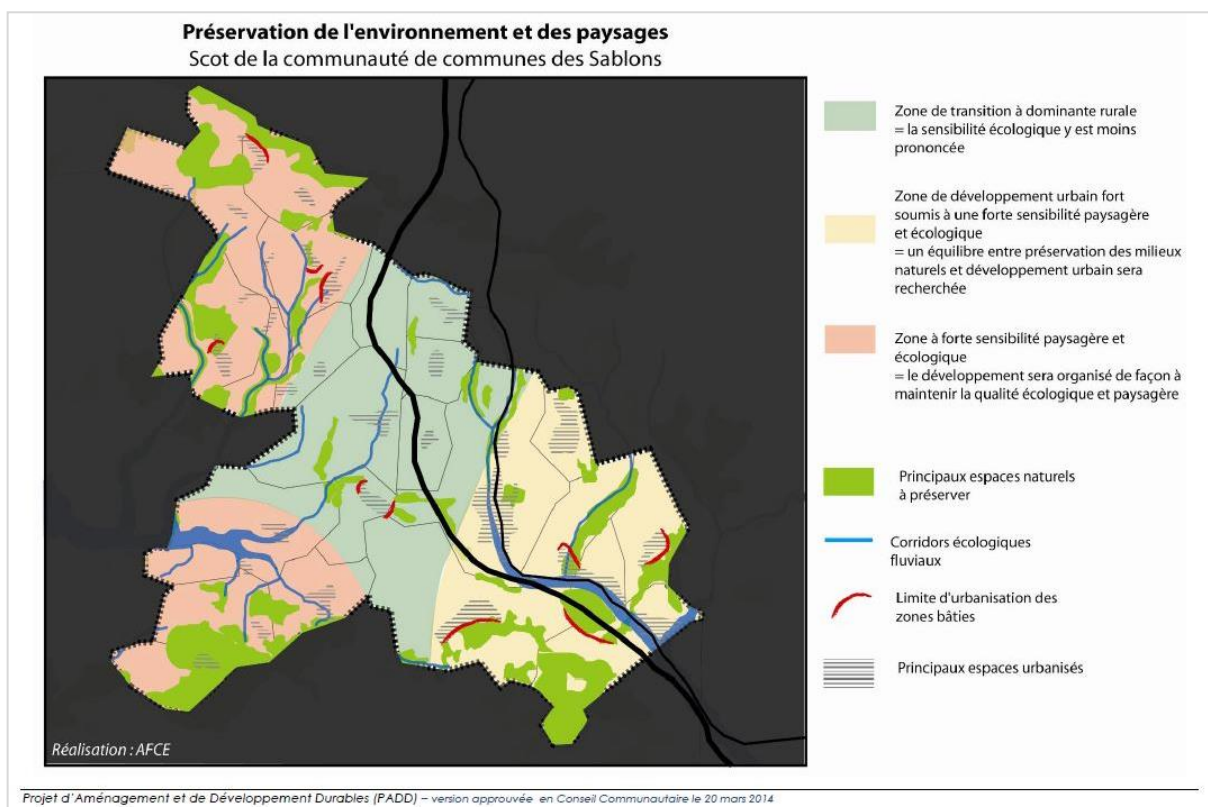 Préservation de l'environnement et des paysages
Scot de la communauté de communes des Sablons
Zone de transition à dominante rurale
= la sensibilité écologique y est moins
prononcée
Zone de développement urbain fort
soumis à une forte sensibilité paysagère
et écologique
= un équilibre entre préservation des milieux
naturels et développement urbain sera
recherchée
Zone à forte sensibilité paysagère et
écologique
= le développement sera organisé de façon à
maintenir la qualité écologique et paysagère
Principaux espaces naturels
à préserver
Corridors écologiques
fluviaux
Limite d'urbanisation des
zones bâties
Principaux espaces urbanisés
Réalisation : AFCE
Projet d'Aménagement et de Développement Durables (PADD) – version approuvée en Conseil Communautaire le 20 mars 2014